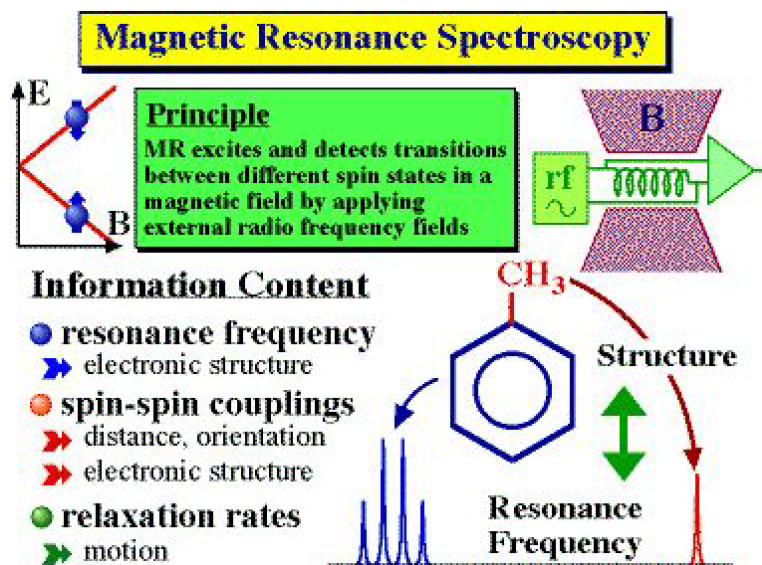 Magnetic Resonance Spectroscopy
E
B
Principle
MR excites and detects transitions
between different spin states in a
magnetic field by applying
external radio frequency fields
B
rf
Information Content
resonance frequency
electronic structure
spin-spin couplings
distance, orientation
electronic structure
relaxation rates
motion
CH3
Structure
Resonance
Frequency